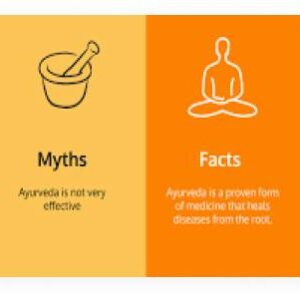 Myths
Ayurveda is not very
effective
Facts
Ayurveda is a proven form
of medicine that heals
diseases from the root.